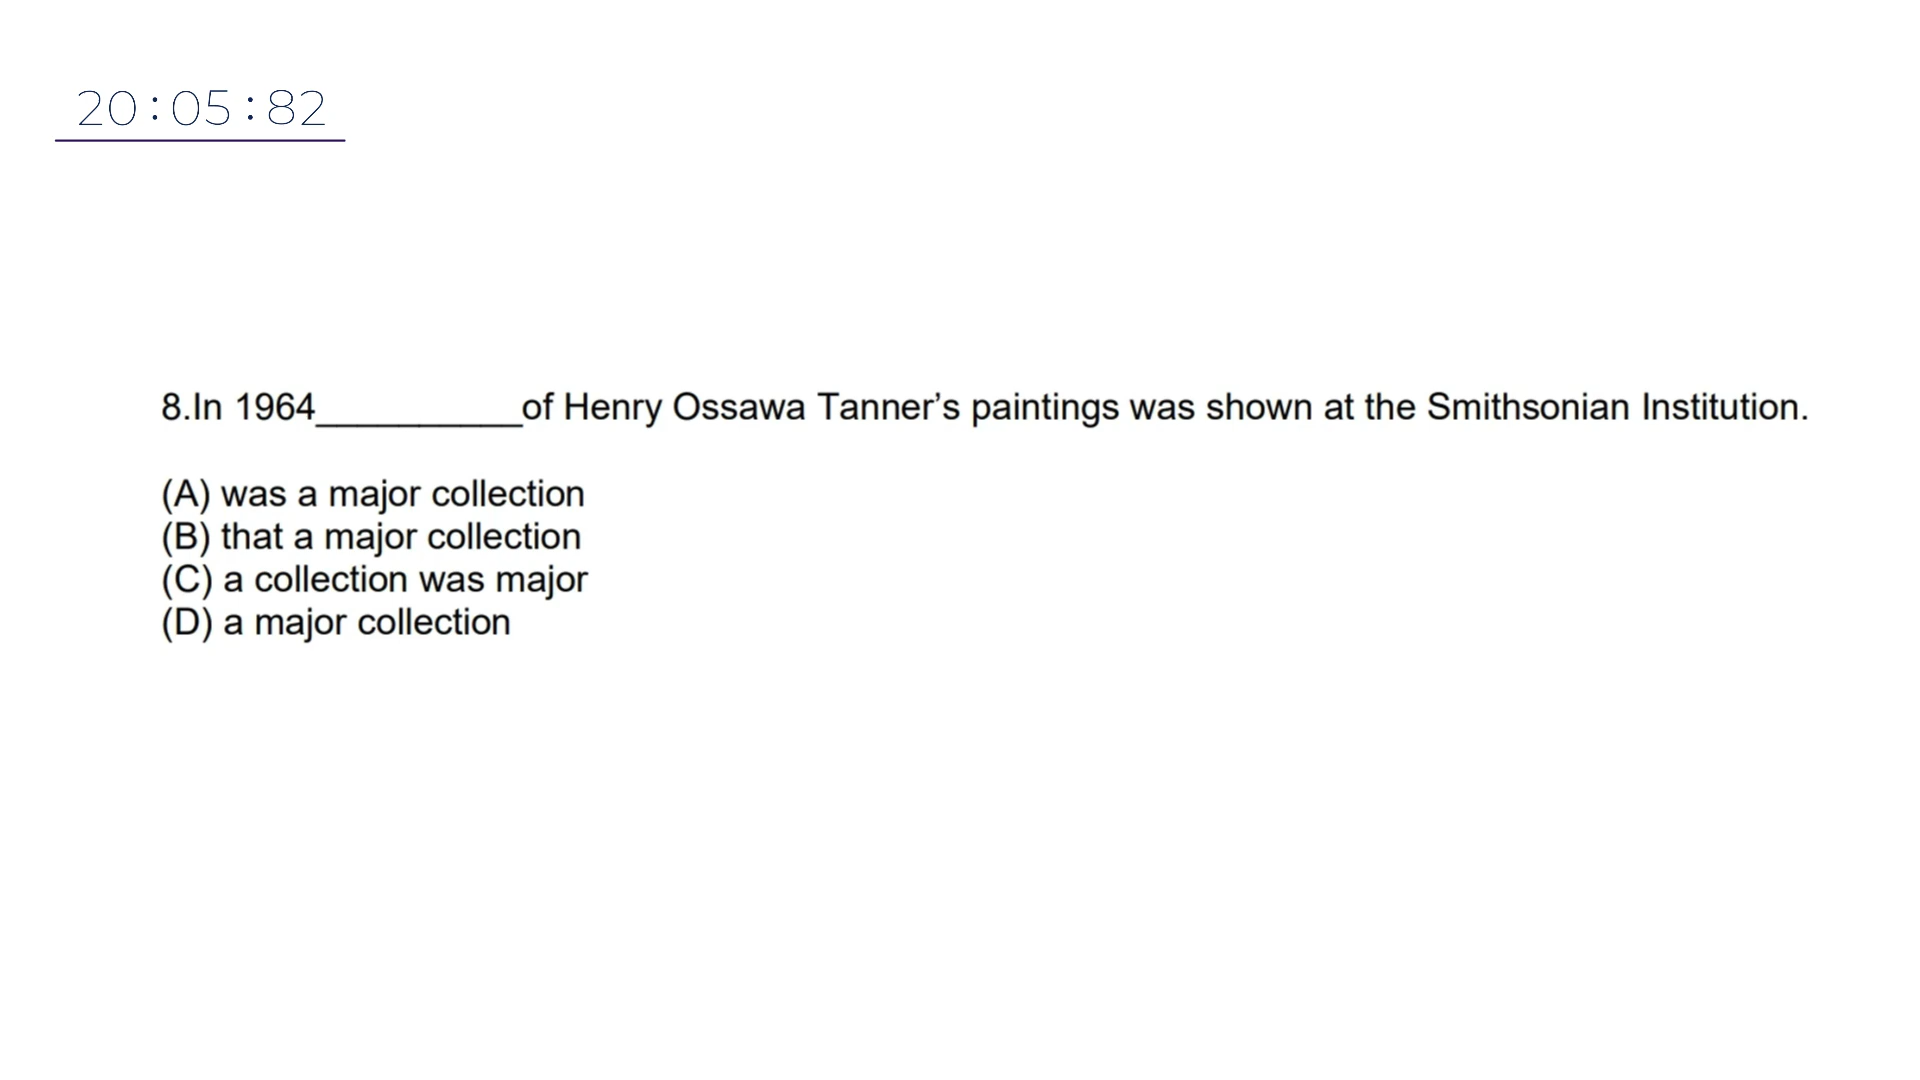 20:05:82
8.In 1964__________of Henry Ossawa Tanner’s paintings was shown at the Smithsonian Institution.
(A) was a major collection
(B) that a major collection
(C) a collection was major
(D) a major collection